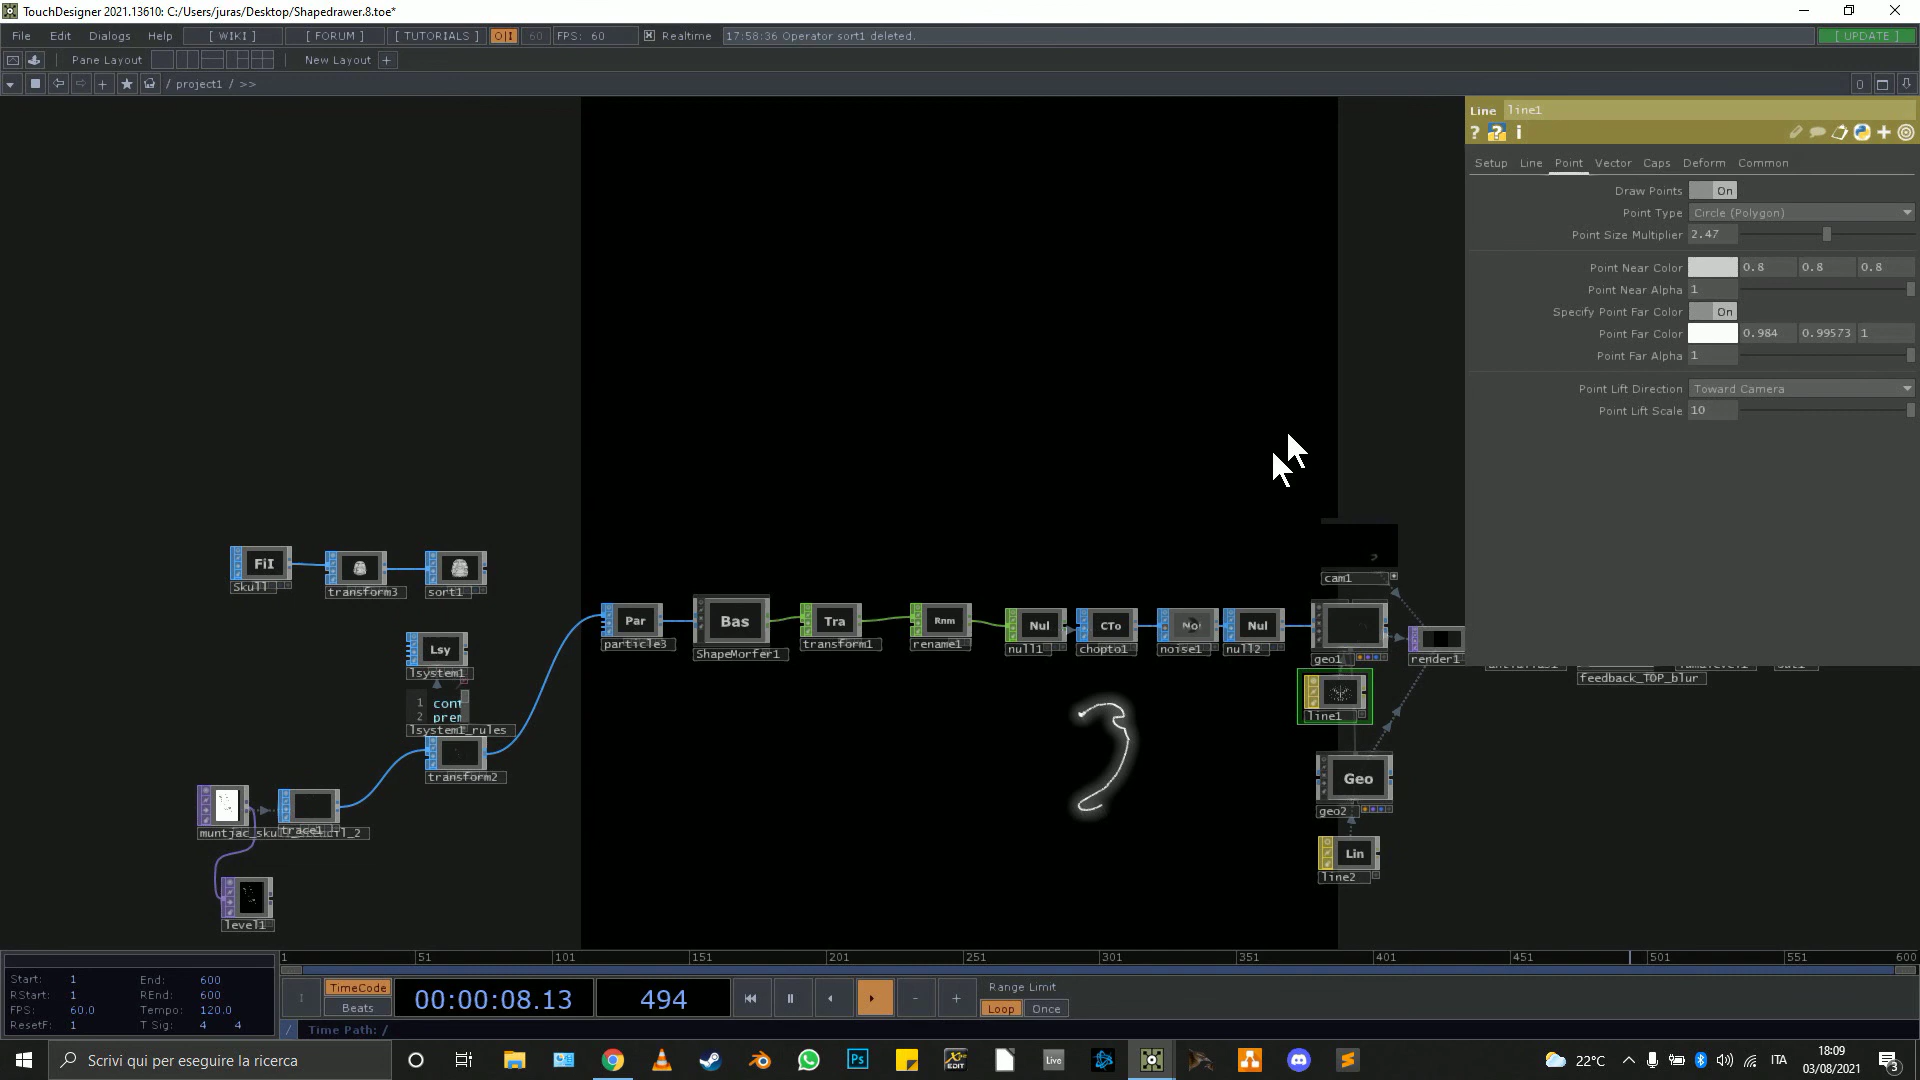 TouchDesigner 2021.13610: C:/Users/juras/Desktop/Shapedrawer.8.toe*
File Edit Dialogs Help [ WIKI ] [ FORUM ] [ TUTORIALS ] O|I 60 FPS: 60 Realtime 17:58:36 Operator sort1 deleted. [ UPDATE ]
Pane Layout New Layout +
/ project1 / >>
Line line1
? ? i
Setup Line Point Vector Caps Deform Common
Draw Points On
Point Type Circle (Polygon)
Point Size Multiplier 2.47
Point Near Color 0.8 0.8 0.8
Point Near Alpha 1
Specify Point Far Color On
Point Far Color 0.984 0.99573 1
Point Far Alpha 1
Point Lift Direction Toward Camera
Point Lift Scale 10
FiI
Skull transform3 sort1
cam1
Par Bas Tra Rnm Nul CTo Noi Nul
particle3 ShapeMorfer1 transform1 rename1 null1 chopto1 noise1 null2 geo1 render1
Lsy
lsystem1
feedback_TOP_blur
1 cont
2 prem
lsystem1_rules
line1
transform2
Geo
geo2
trace1
Lin
line2
level1
1 51 101 151 201 251 301 351 401 451 501 551 600
Start: 1 End: 600
RStart: 1 REnd: 600
FPS: 60.0 Tempo: 120.0
ResetF: 1 T Sig: 4 4
TimeCode
Beats
00:00:08.13 494
Range Limit
Loop Once
/ Time Path: /
Scrivi qui per eseguire la ricerca
Ps
EDIT
Live
22°C
ITA
18:09
03/08/2021
3